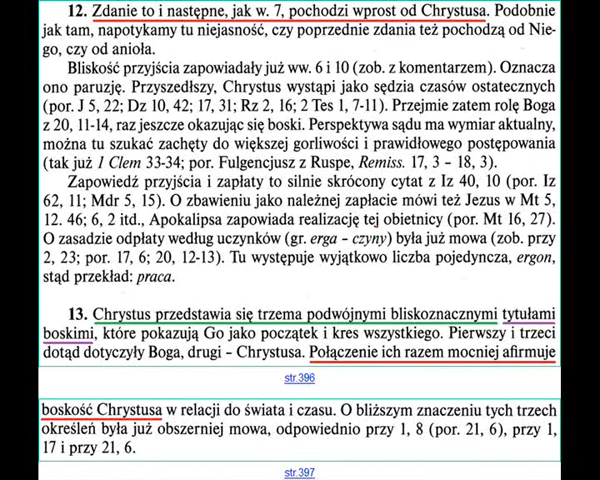 12. Zdanie to i następne, jak w. 7, pochodzi wprost od Chrystusa. Podobnie
jak tam, napotykamy tu niejasność, czy poprzednie zdania też pochodzą od Nie-
go, czy od anioła.
Bliskość przyjścia zapowiadały już ww. 6 i 10 (zob. z komentarzem). Oznacza
ono paruzję. Przyszedłszy, Chrystus wystąpi jako sędzia czasów ostatecznych
(por. J 5, 22; Dz 10, 42; 17, 31; Rz 2, 16; 2 Tes 1, 7-11). Przejmie zatem rolę Boga
z 20, 11-14, raz jeszcze okazując się boski. Perspektywa sądu ma wymiar aktualny,
można tu szukać zachęty do większej gorliwości i prawidłowego postępowania
(tak już 1 Clem 33-34; por. Fulgencjusz z Ruspe, Remiss. 17, 3 – 18, 3).
Zapowiedź przyjścia i zapłaty to silnie skrócony cytat z Iz 40, 10 (por. Iz
62, 11; Mdr 5, 15). O zbawieniu jako należnej zapłacie mówi też Jezus w Mt 5,
12. 46; 6, 2 itd., Apokalipsa zapowiada realizację tej obietnicy (por. Mt 16, 27).
O zasadzie odpłaty według uczynków (gr. erga – czyny) była już mowa (zob. przy
2, 23; por. 17, 6; 20, 12-13). Tu występuje wyjątkowo liczba pojedyncza, ergon,
stąd przekład: praca.
13. Chrystus przedstawia się trzema podwójnymi bliskoznacznymi tytułami
boskimi, które pokazują Go jako początek i kres wszystkiego. Pierwszy i trzeci
dotąd dotyczyły Boga, drugi – Chrystusa. Połączenie ich razem mocniej afirmuje
str.396
boskość Chrystusa w relacji do świata i czasu. O bliższym znaczeniu tych trzech
określeń była już obszerniej mowa, odpowiednio przy 1, 8 (por. 21, 6), przy 1,
17 i przy 21, 6.
str.397